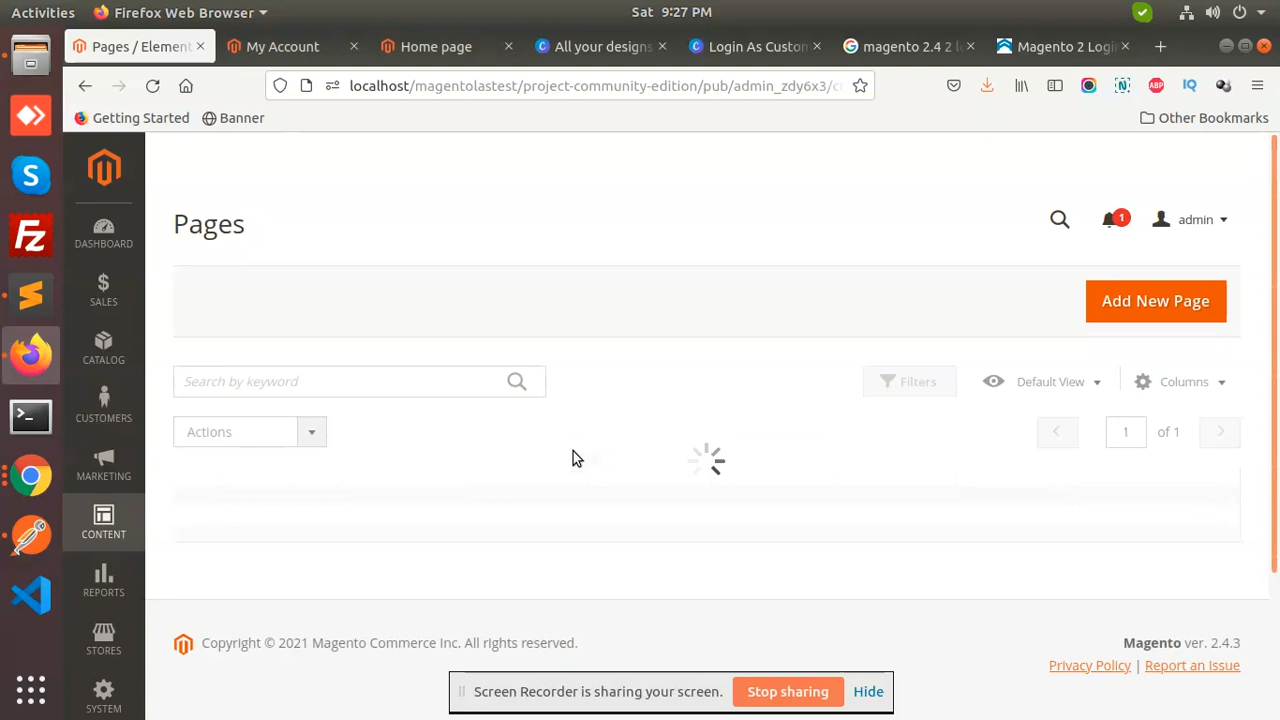 Activities
Firefox Web Browser
Sat 9:27 PM
Pages / Element
My Account
Home page
All your designs
Login As Custon
magento 2.4 2 l
Magento 2 Login
localhost/magentolastest/project-community-edition/pub/admin_zdy6x3/c
Getting Started
Banner
Other Bookmarks
DASHBOARD
SALES
CATALOG
CUSTOMERS
MARKETING
CONTENT
REPORTS
STORES
SYSTEM
Pages
1
admin
Add New Page
Search by keyword
Filters
Default View
Columns
Actions
1
of 1
Copyright © 2021 Magento Commerce Inc. All rights reserved.
Magento ver. 2.4.3
Privacy Policy | Report an Issue
Screen Recorder is sharing your screen.
Stop sharing
Hide